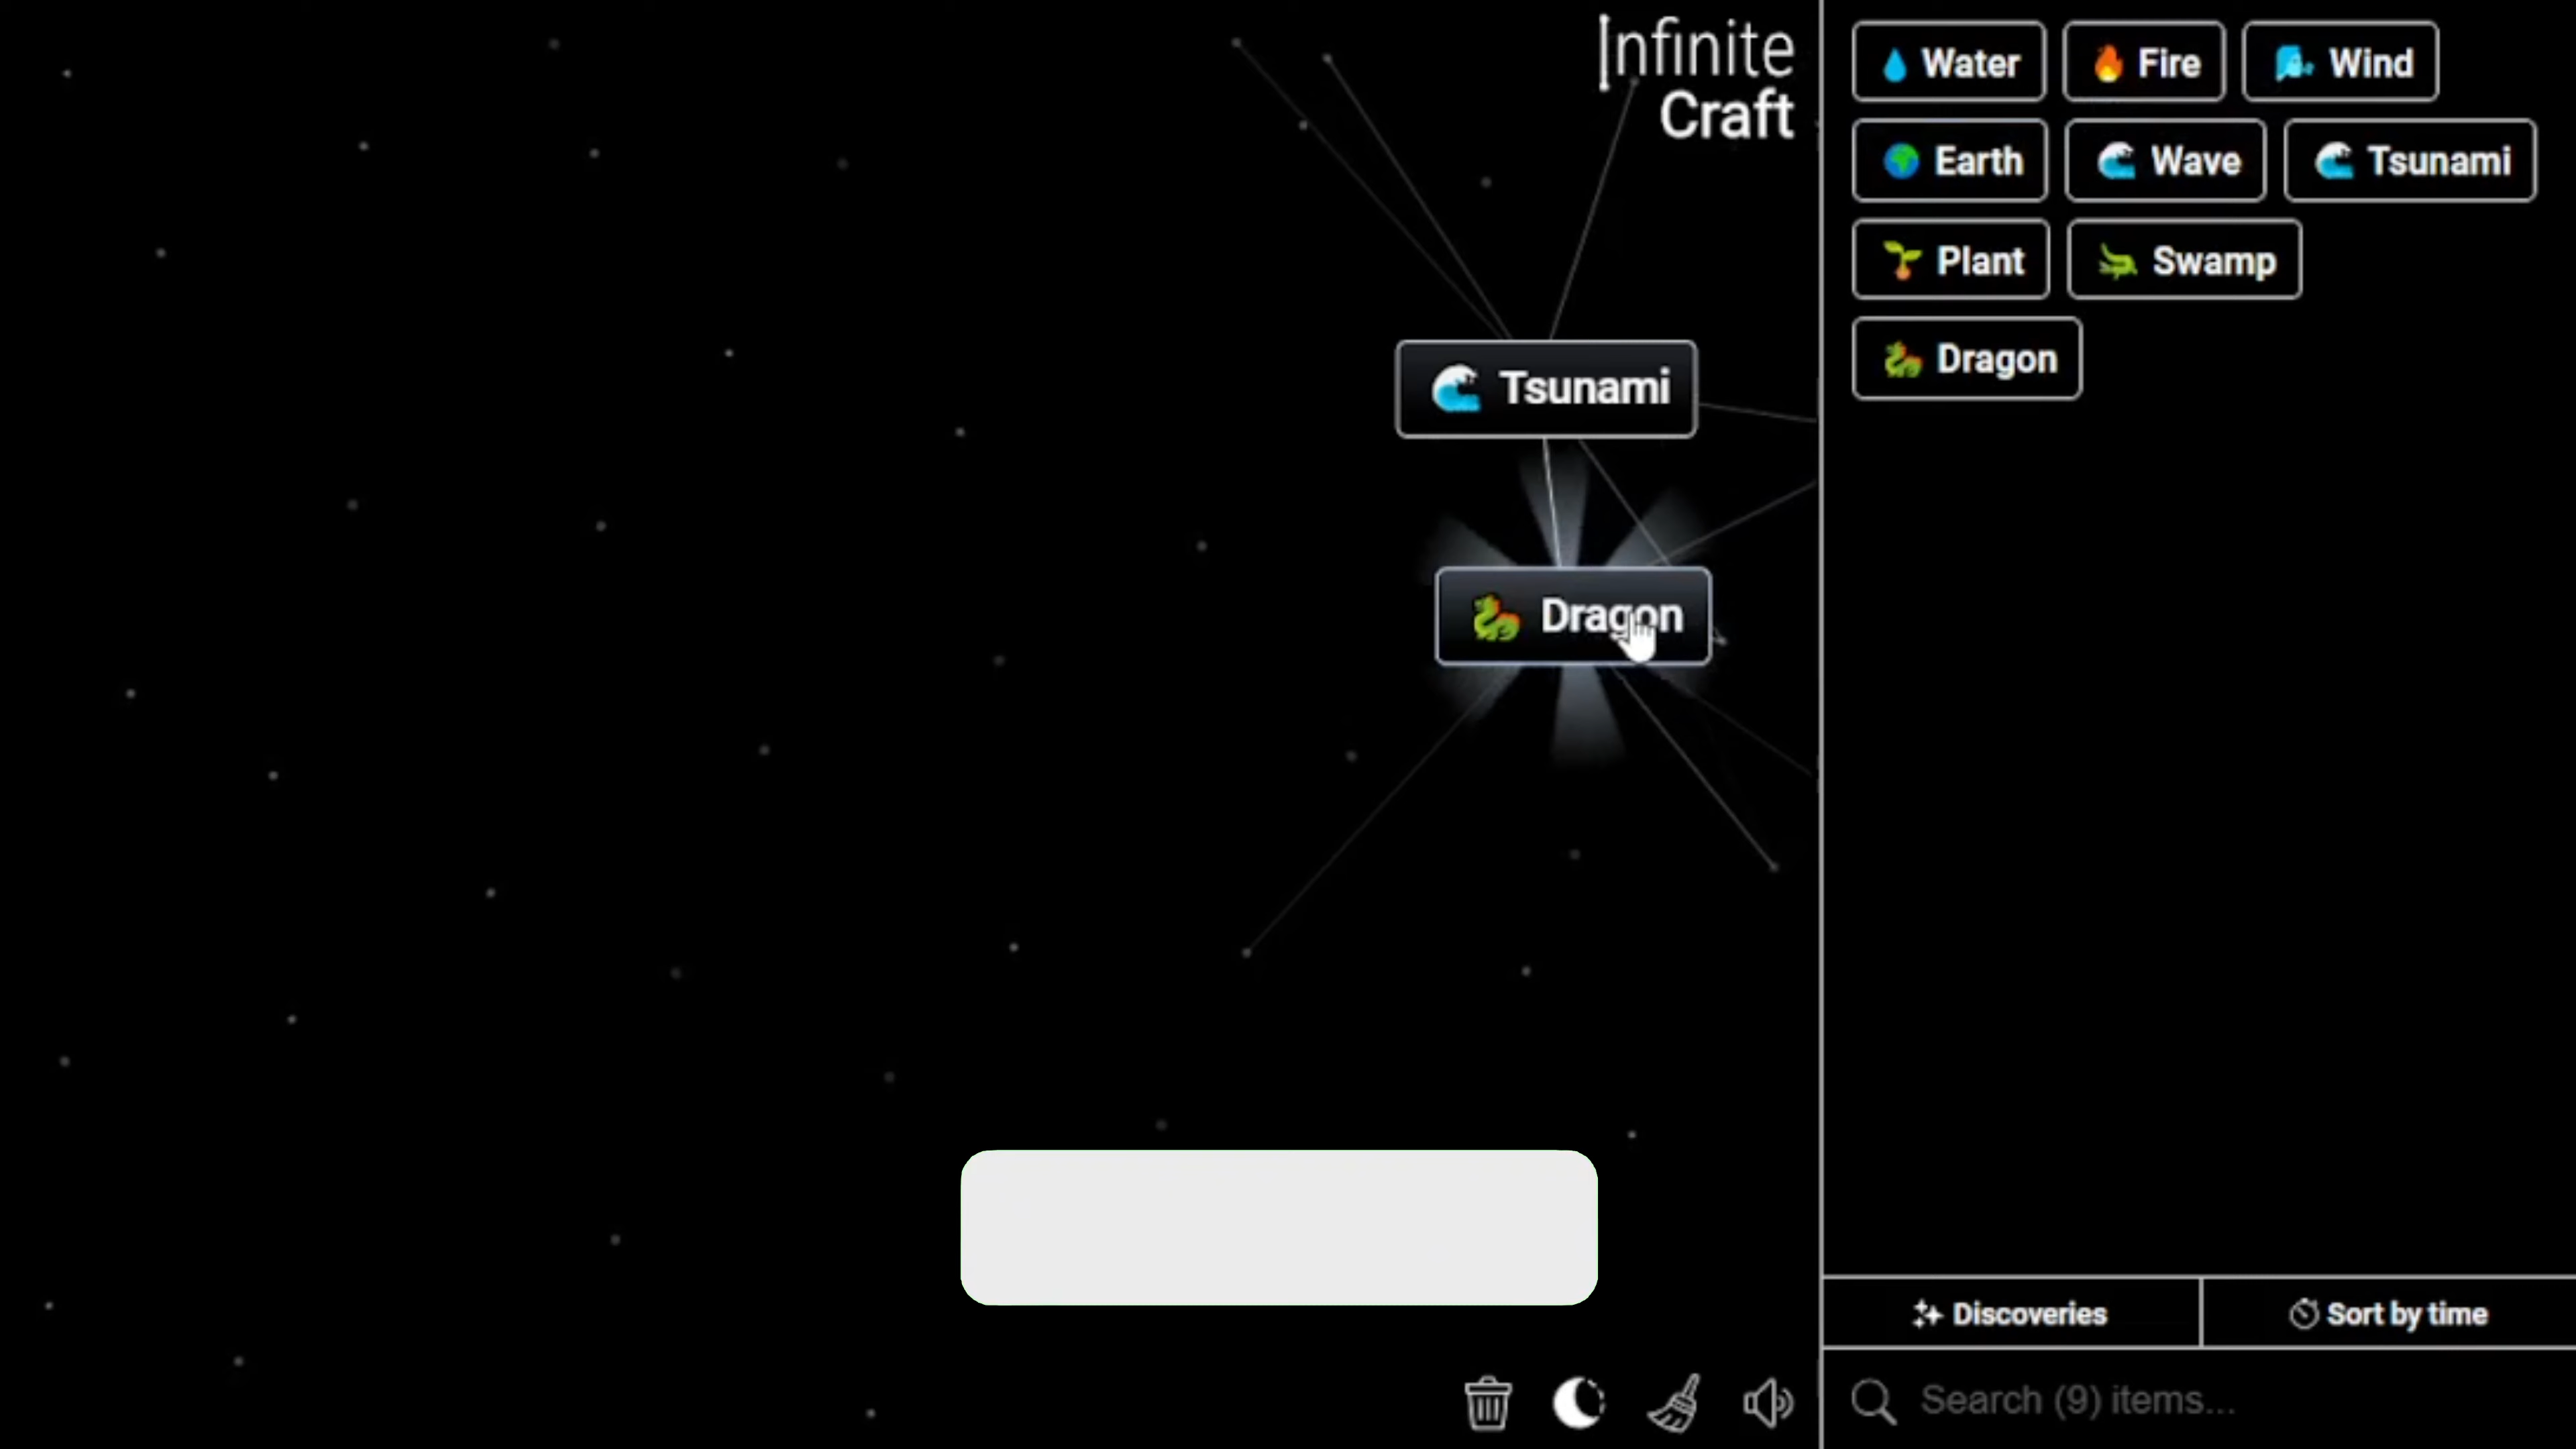 Infinite
Craft
Water Fire Wind
Earth Wave Tsunami
Plant Swamp
Dragon
Tsunami
Dragon
Discoveries Sort by time
Search (9) items...